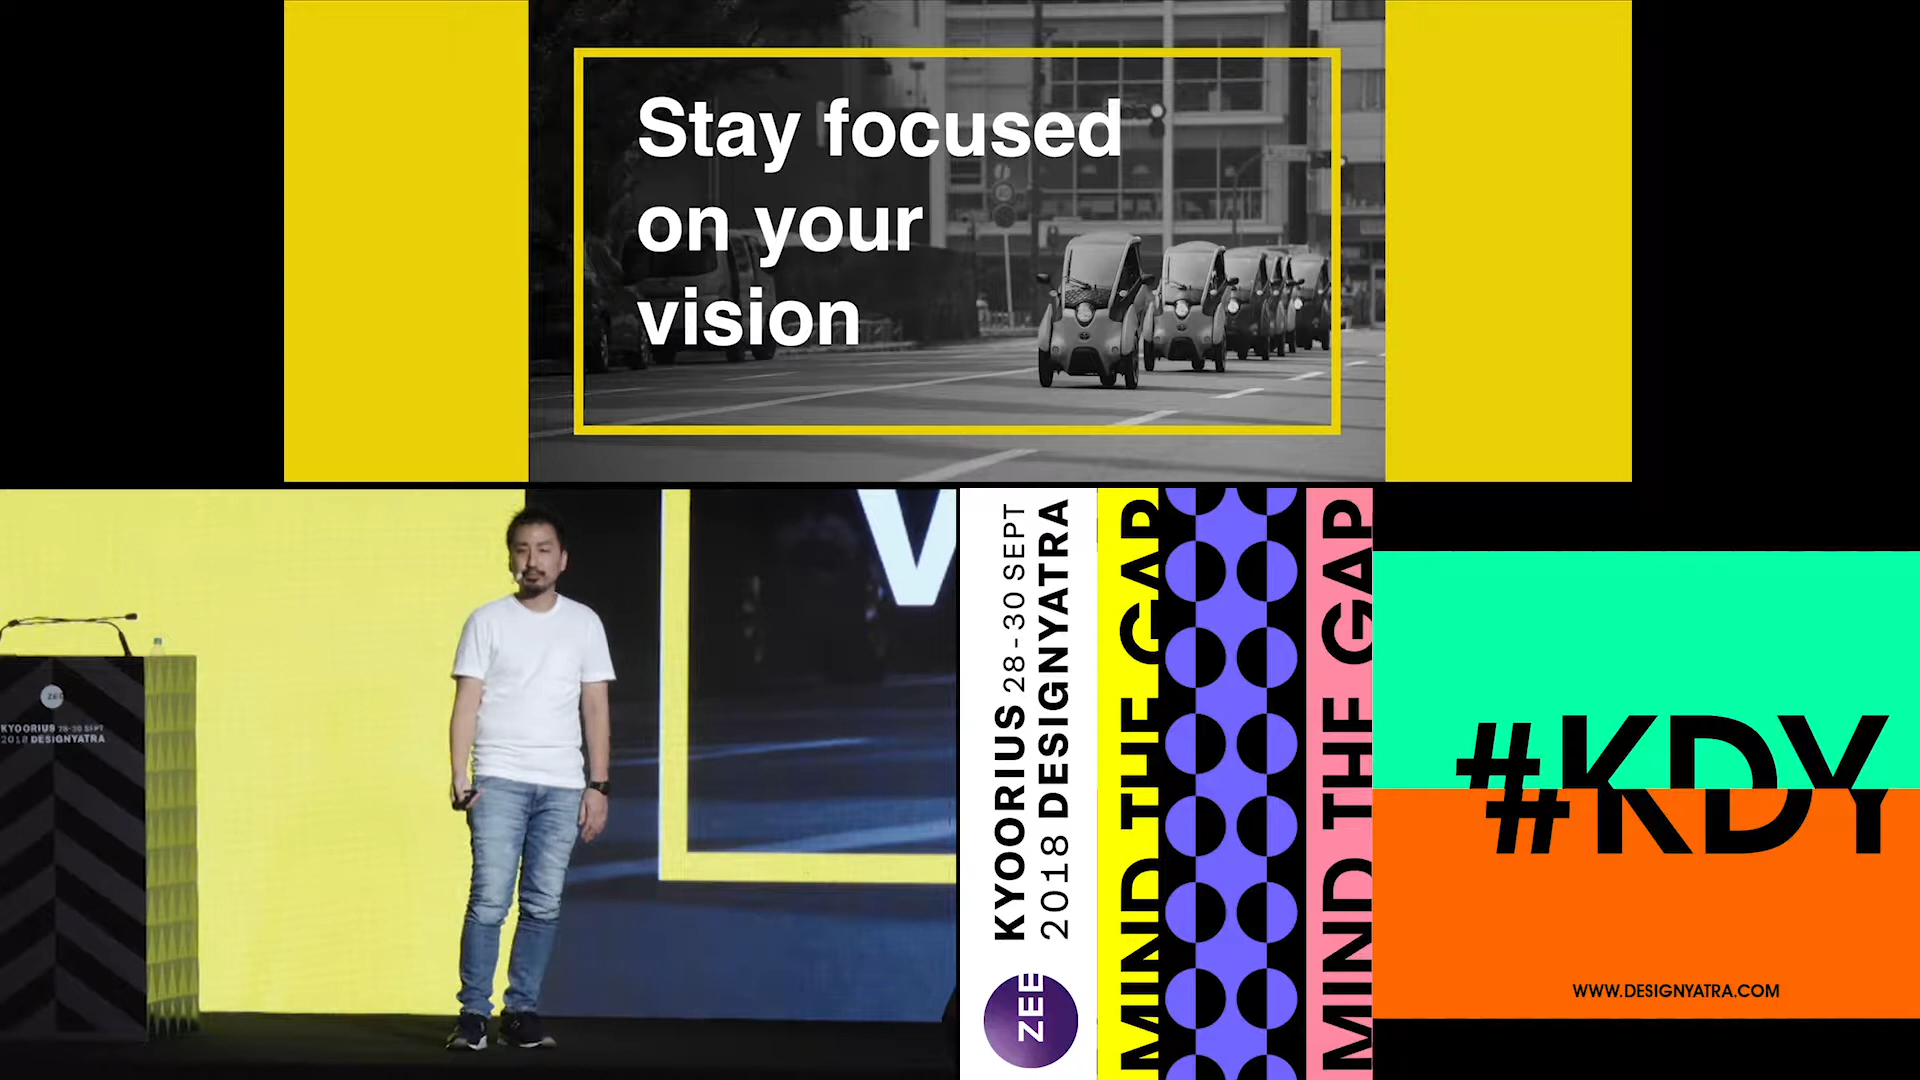 Stay focused
on your
vision
ZEE
KYOORIUS 28-30 SEPT
2018 DESIGNYATRA
KYOORIUS 28-30 SEPT
2018 DESIGNYATRA
ZEE
MIND THE GAP
MIND THE GAP
#KDY
WWW.DESIGNYATRA.COM